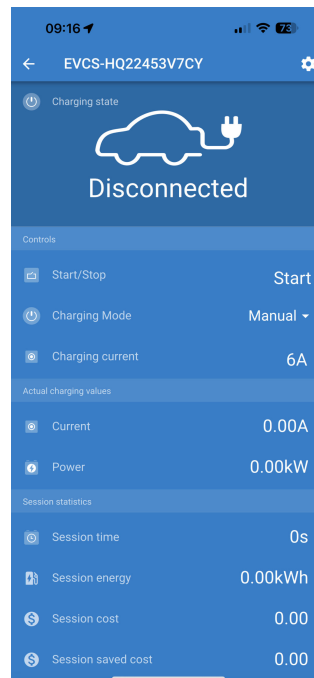 09:16 73
EVCS-HQ22453V7CY
Charging state
Disconnected
Controls
Start/Stop Start
Charging Mode Manual
Charging current 6A
Actual charging values
Current 0.00A
Power 0.00kW
Session statistics
Session time 0s
Session energy 0.00kWh
Session cost 0.00
Session saved cost 0.00